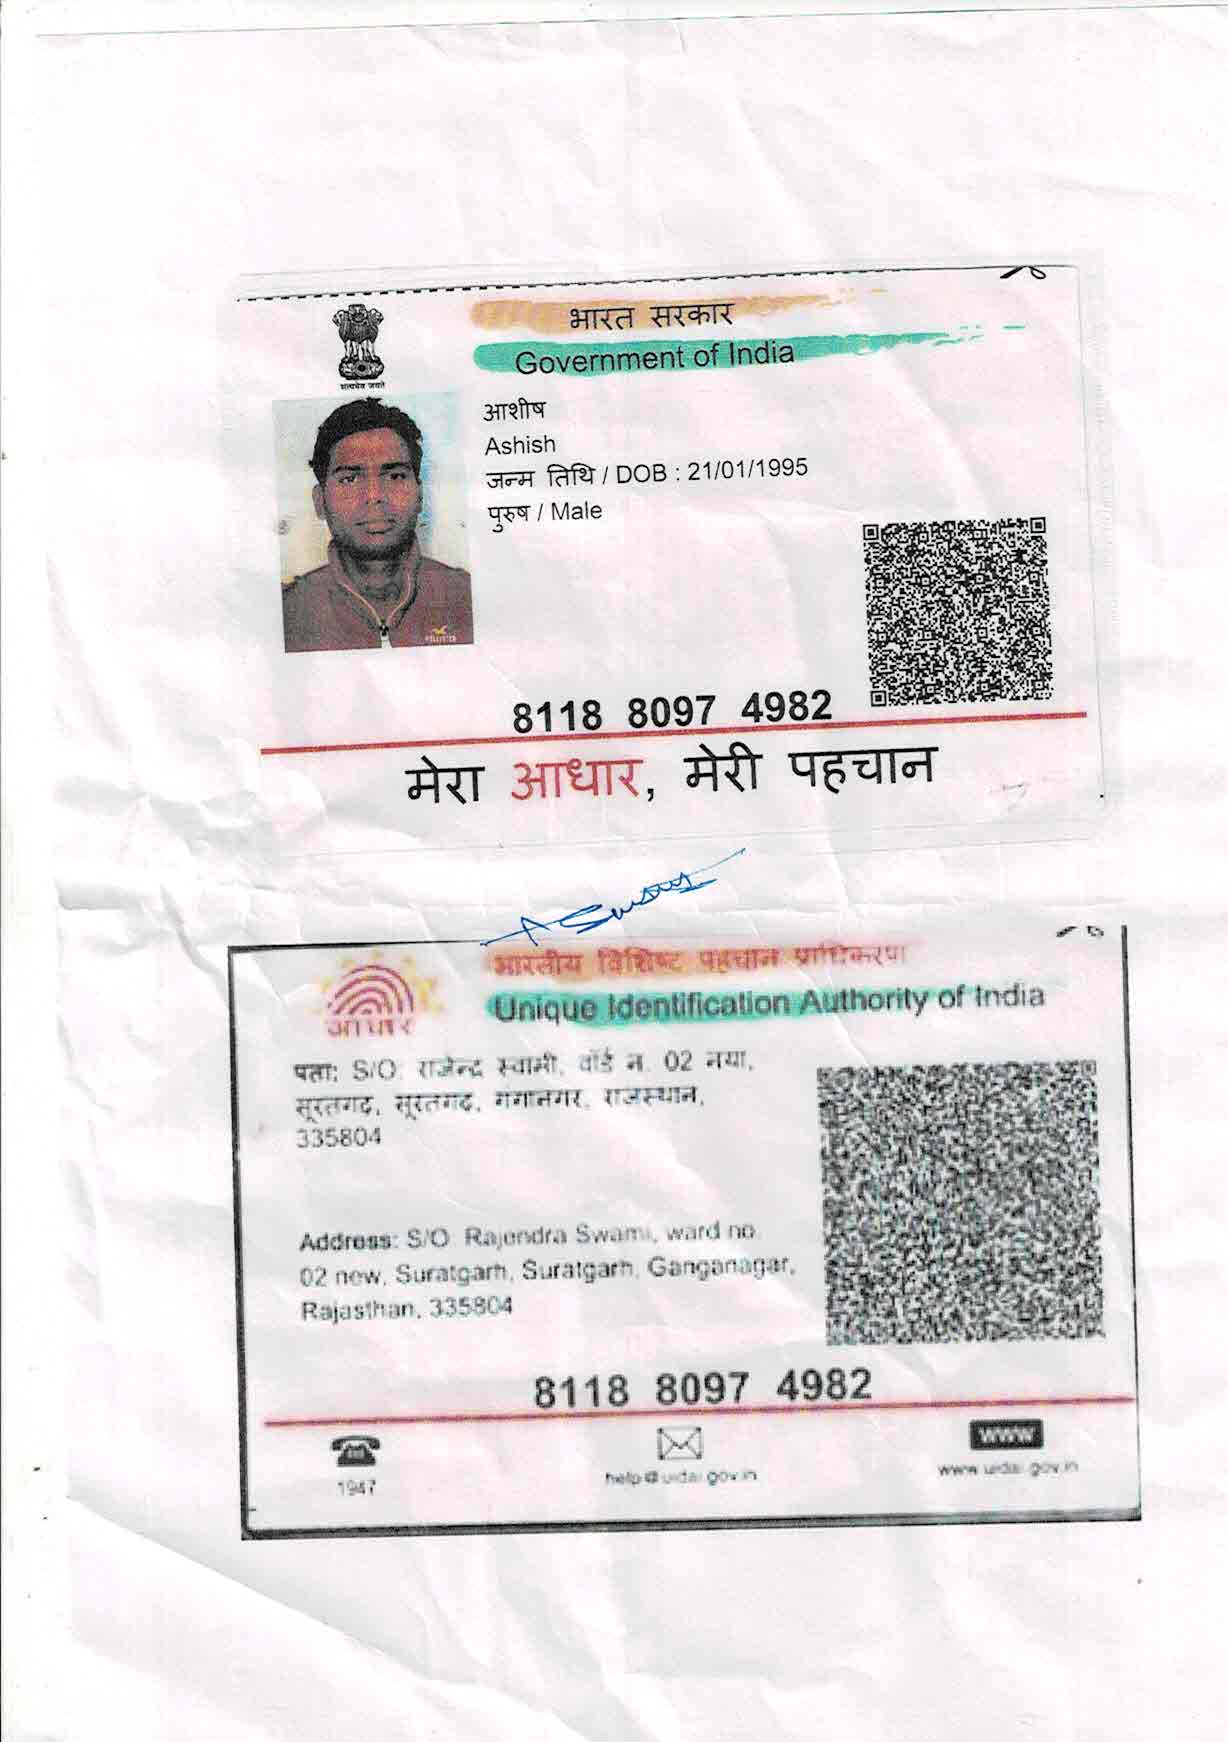 भारत सरकार
Government of India
सत्यमेव जयते
आशीष
Ashish
जन्म तिथि / DOB : 21/01/1995
पुरुष / Male
8118 8097 4982
मेरा आधार, मेरी पहचान
भारतीय विशिष्ट पहचान प्राधिकरण
Unique Identification Authority of India
आधार
पता: S/O: राजेन्द्र स्वामी, वॉर्ड न. 02 नया,
सूरतगढ, सूरतगढ, गंगानगर, राजस्थान,
335804
Address: S/O Rajendra Swami, ward no.
02 new, Suratgarh, Suratgarh, Ganganagar,
Rajasthan, 335804
8118 8097 4982
1947
help@uidai.gov.in
www
www.uidai.gov.in